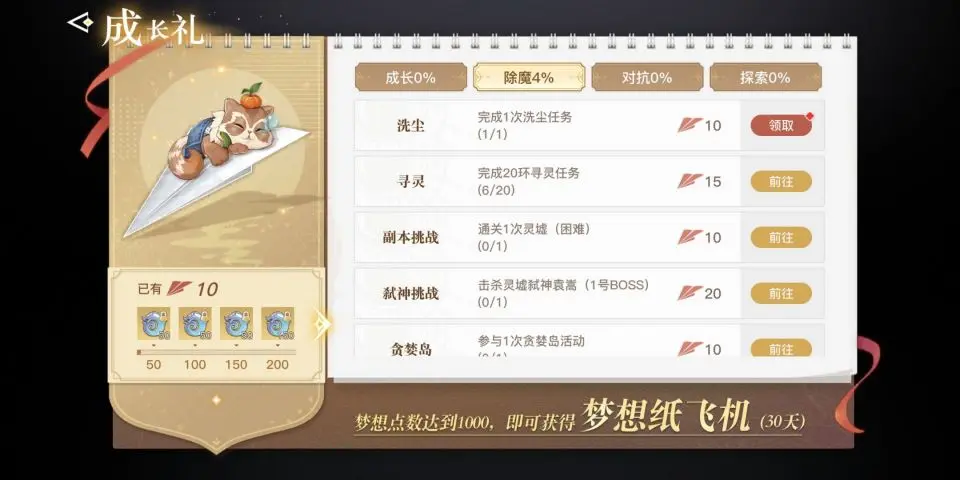 成长礼
成长0%
除魔4%
对抗0%
探索0%
洗尘
完成1次洗尘任务
(1/1)
10
领取
寻灵
完成20环寻灵任务
(6/20)
15
前往
副本挑战
通关1次灵墟（困难）
(0/1)
10
前往
弑神挑战
击杀灵墟弑神袁嵩（1号BOSS）
(0/1)
20
前往
贪婪岛
参与1次贪婪岛活动
10
前往
已有 10
50 100 150 200
梦想点数达到1000，即可获得 梦想纸飞机 (30天)